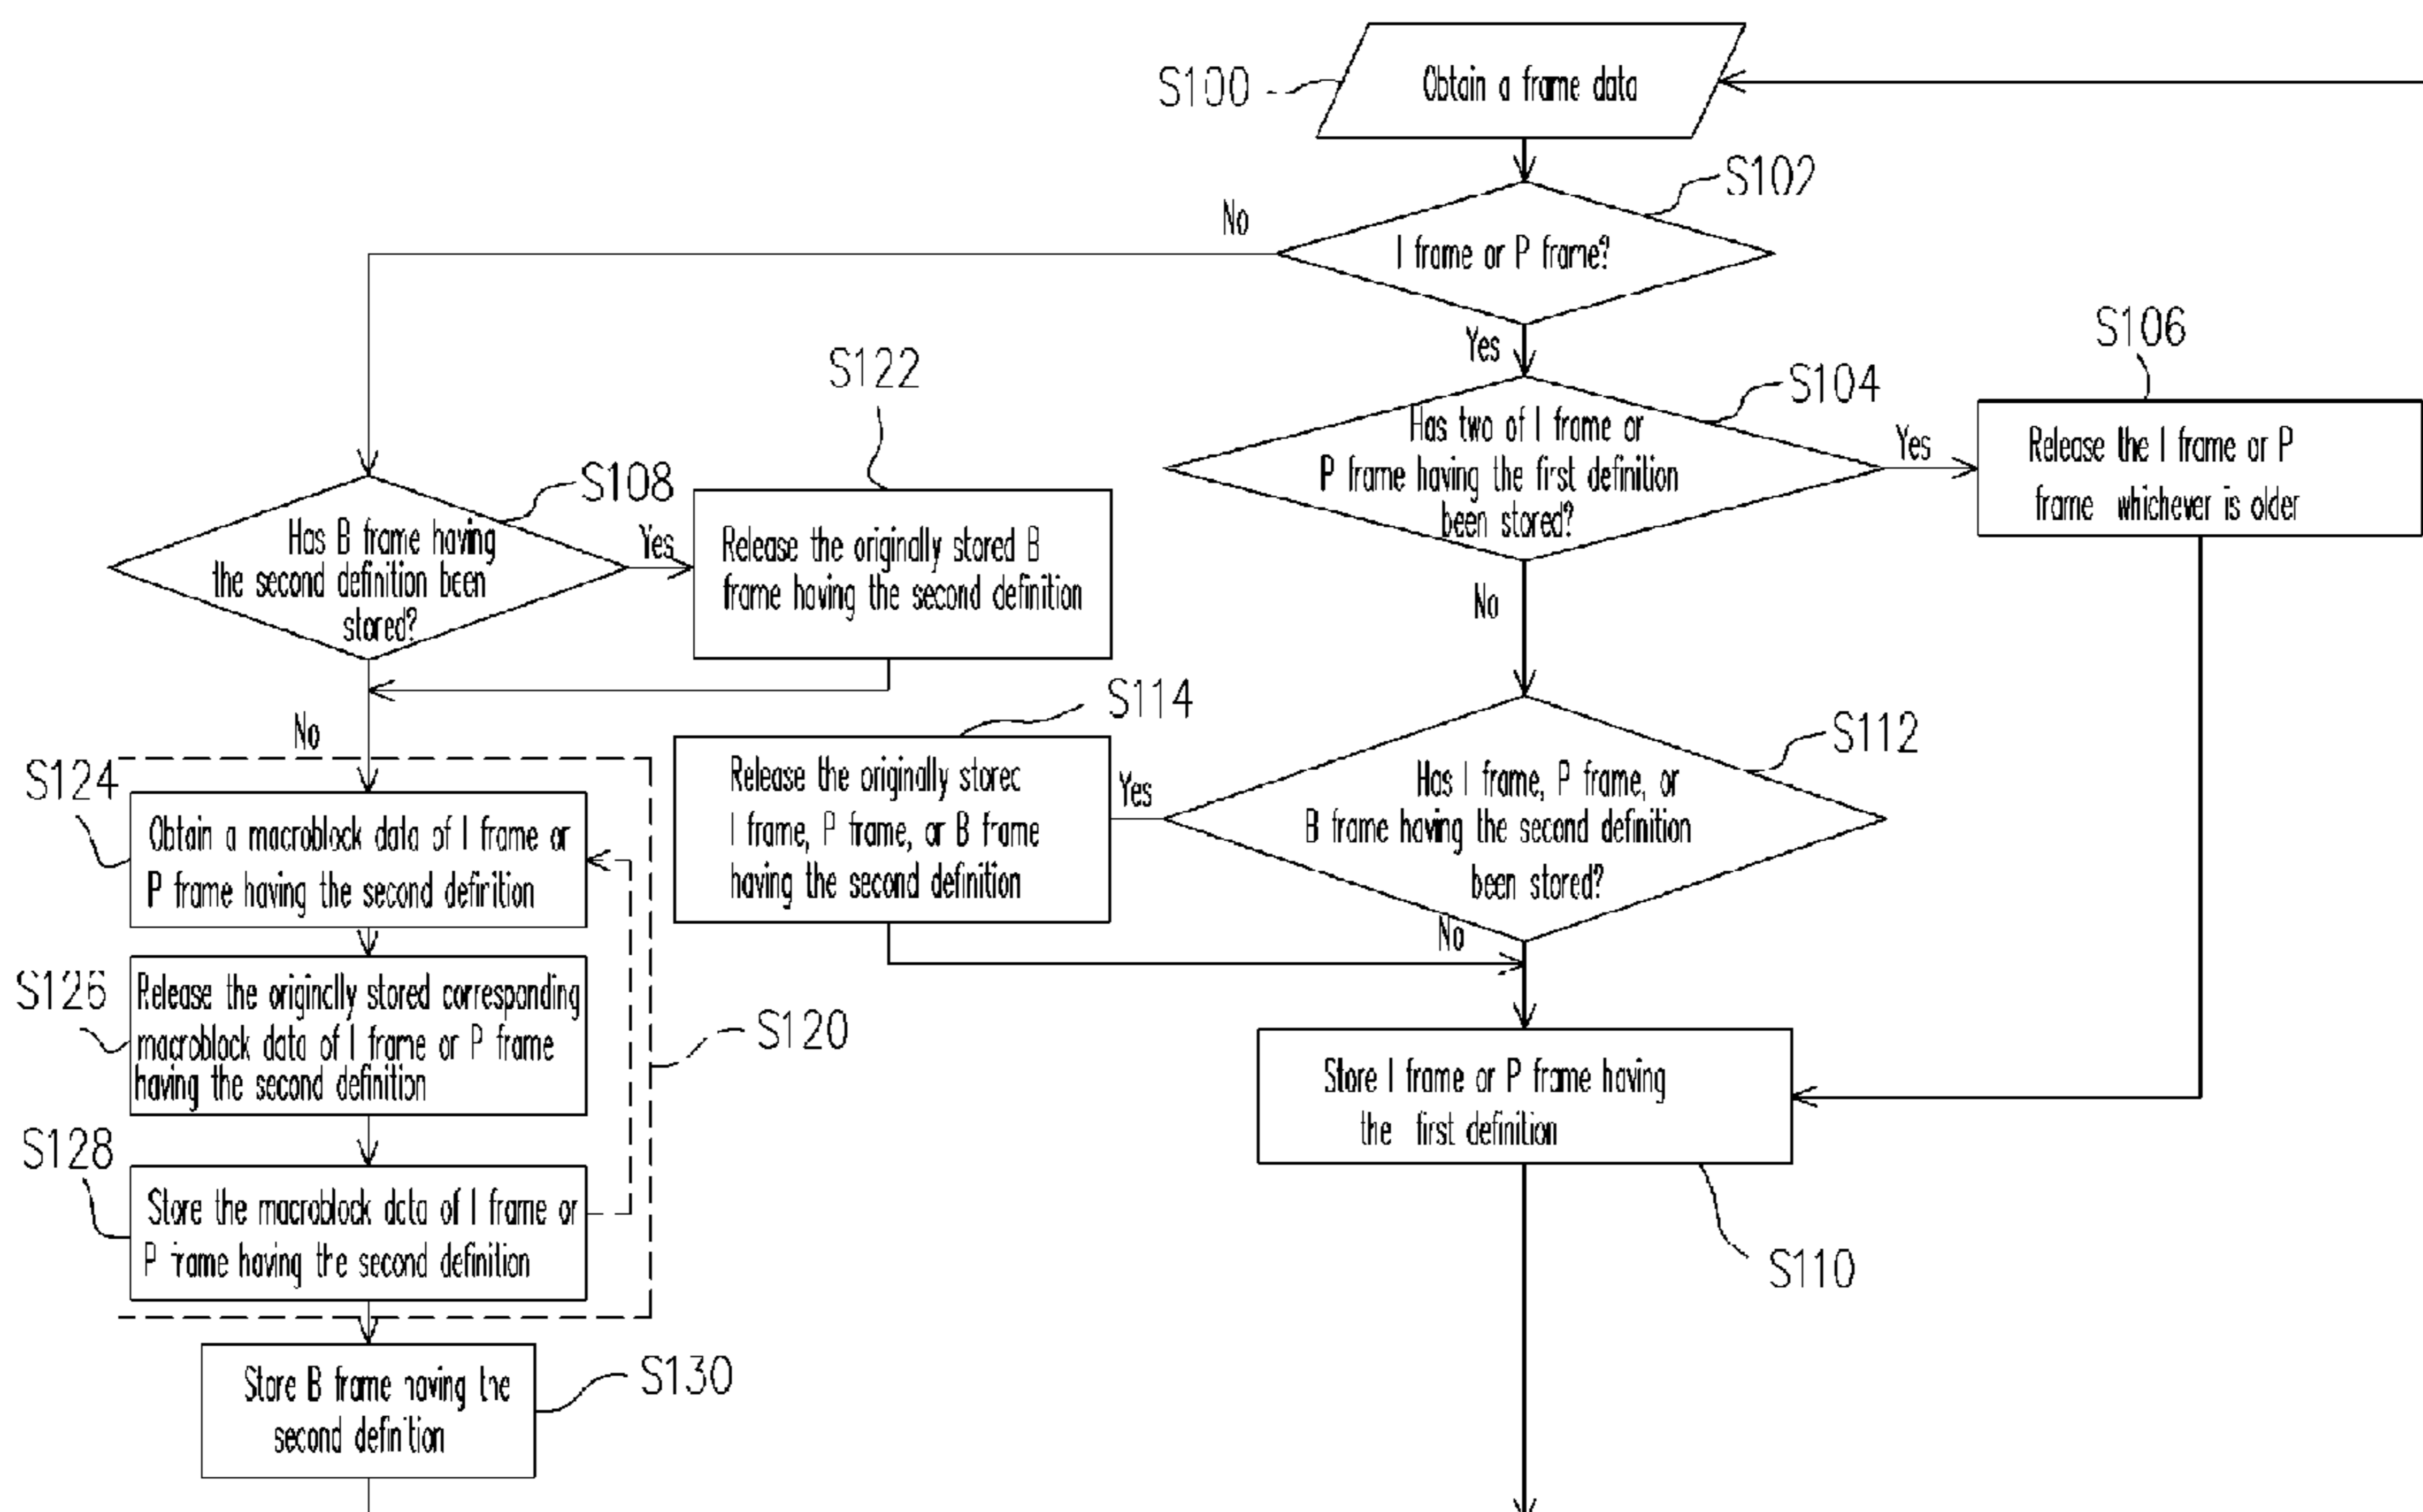 S100
Obtain a frame data
S102
No
I frame or P frame?
Yes
S106
S122
S104
Has two of I frame or
P frame having the first definition
been stored?
Yes
Release the I frame or P
frame whichever is older
S108
Has B frame having
the second definition been
stored?
Yes
Release the originally stored B
frame having the second definition
No
S114
No
S112
S124
Release the originally stored
I frame, P frame, or B frame
having the second definition
Yes
Has I frame, P frame, or
B frame having the second definition
been stored?
Obtain a macroblock data of I frame or
P frame having the second definition
No
S126
Release the originally stored corresponding
macroblock data of I frame or P frame
having the second definition
S120
Store I frame or P frame having
the first definition
S128
Store the macroblock data of I frame or
P frame having the second definition
S110
Store B frame having the
second definition
S130